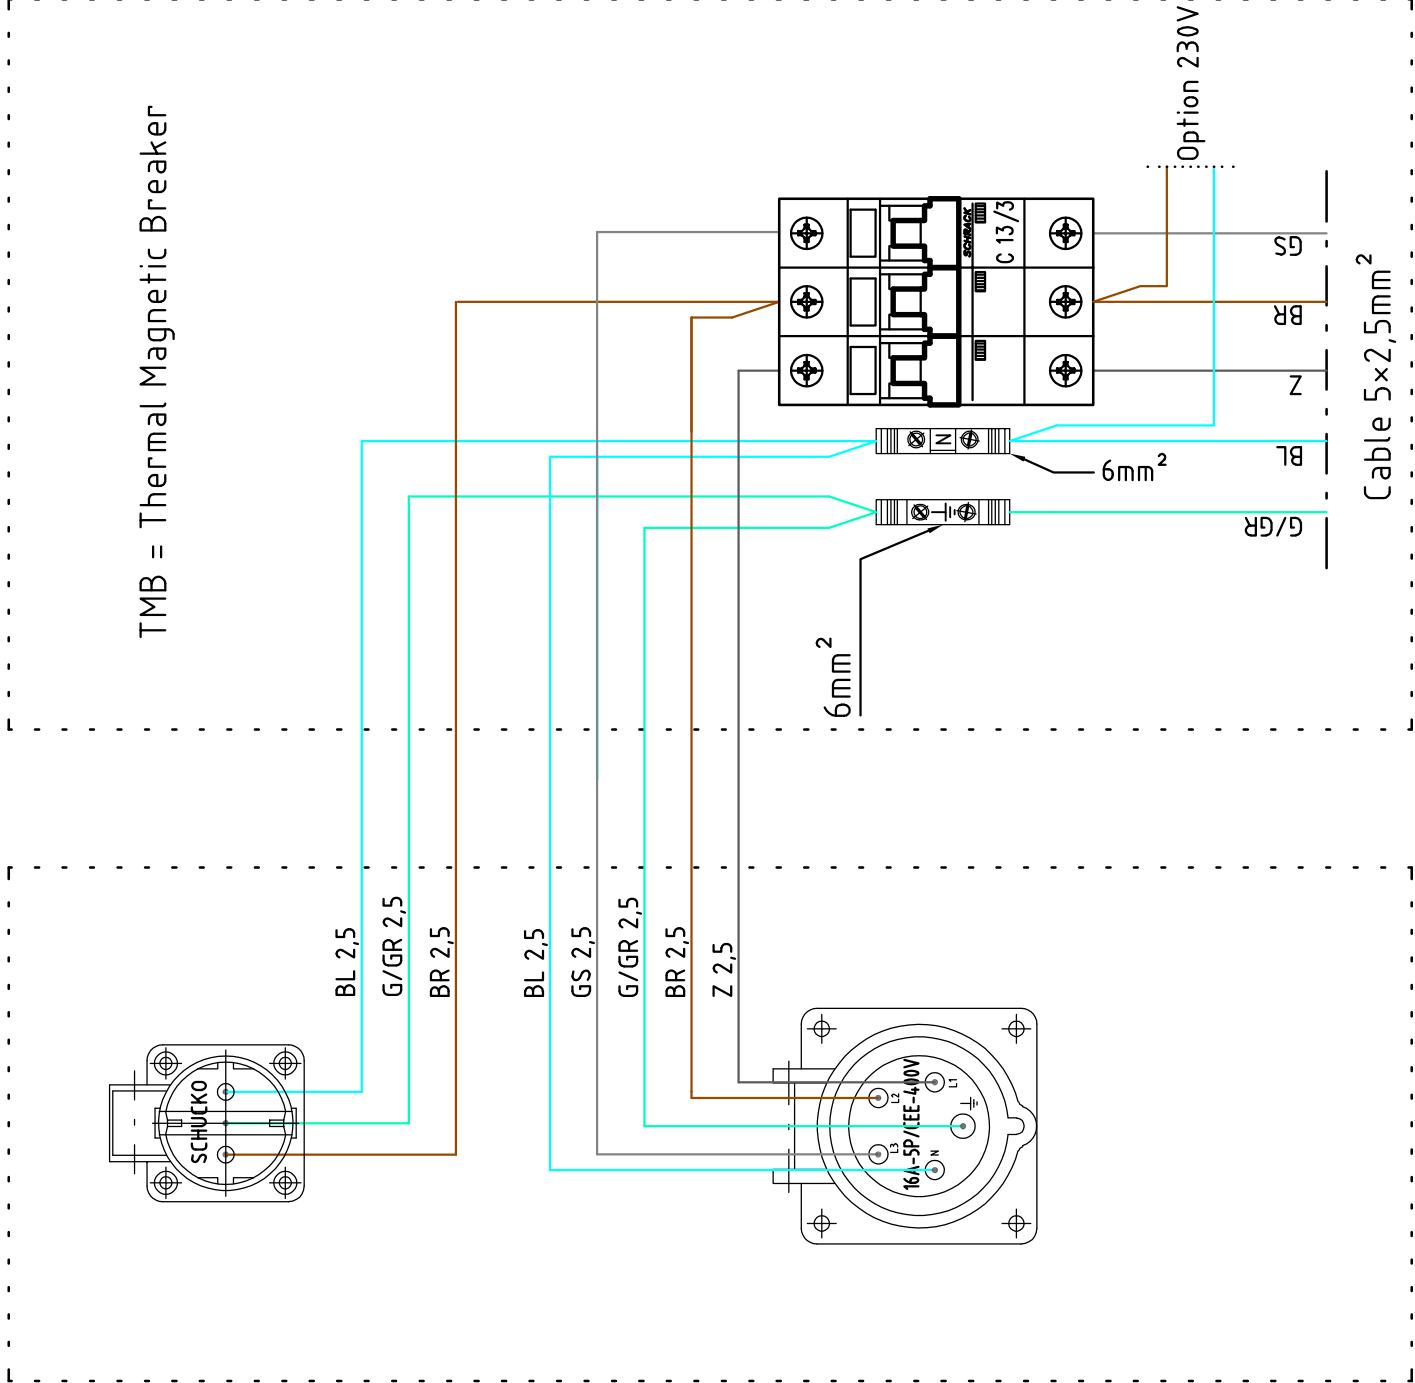 TMB = Thermal Magnetic Breaker
Option 230V
SCHRACK
C 13/3
GS
BR
Z
BL
G/GR
Cable 5×2,5mm²
N
6mm²
6mm²
BL 2,5
G/GR 2,5
BR 2,5
BL 2,5
GS 2,5
G/GR 2,5
BR 2,5
Z 2,5
SCHUCKO
16A-5P/CEE-400V
L1
L2
L3
N